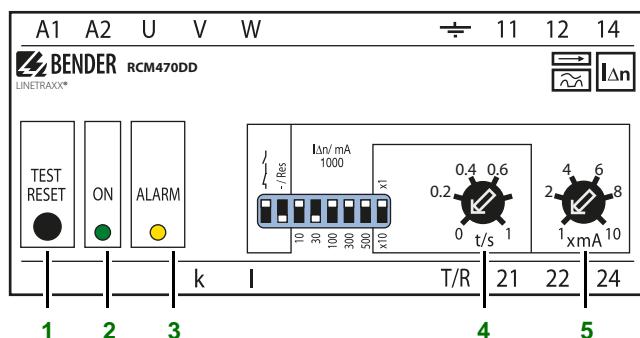 A1 A2 U V W ⏚ 11 12 14
BENDER RCM470DD
LINETRAXX®
I∆n
TEST
RESET
ON
ALARM
- / Res
I∆n/ mA
1000
10
30
100
300
500
x1
x10
0.2
0.4
0.6
0
t/s
1
2
4
6
8
1
xmA
10
k l T/R 21 22 24
1 2 3 4 5